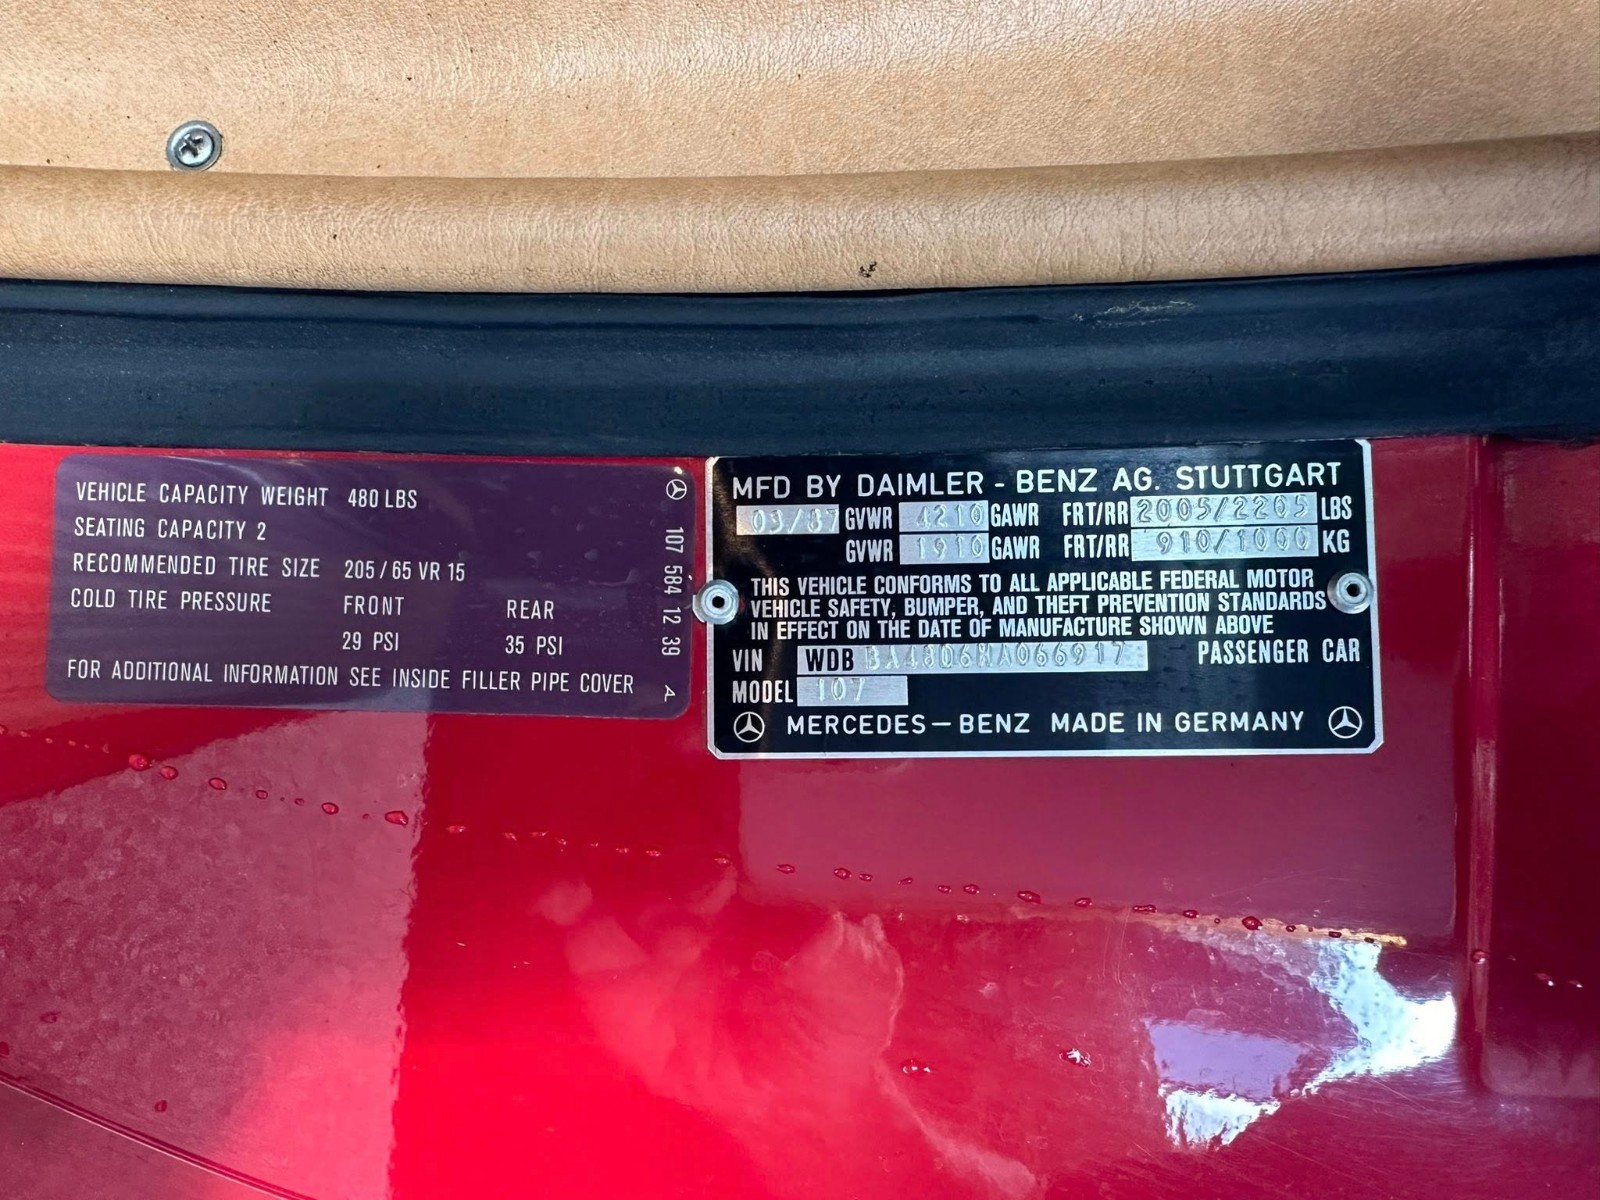 VEHICLE CAPACITY WEIGHT 480 LBS
SEATING CAPACITY 2
RECOMMENDED TIRE SIZE 205/65 VR 15
COLD TIRE PRESSURE FRONT REAR
29 PSI 35 PSI
FOR ADDITIONAL INFORMATION SEE INSIDE FILLER PIPE COVER
107 584 12 39 A
MFD BY DAIMLER - BENZ AG. STUTTGART
03/87 GVWR 4210 GAWR FRT/RR 2005/2205 LBS
GVWR 1910 GAWR FRT/RR 910/1000 KG
THIS VEHICLE CONFORMS TO ALL APPLICABLE FEDERAL MOTOR
VEHICLE SAFETY, BUMPER, AND THEFT PREVENTION STANDARDS
IN EFFECT ON THE DATE OF MANUFACTURE SHOWN ABOVE
VIN WDB BA48D6HA066917 PASSENGER CAR
MODEL 107
MERCEDES-BENZ MADE IN GERMANY